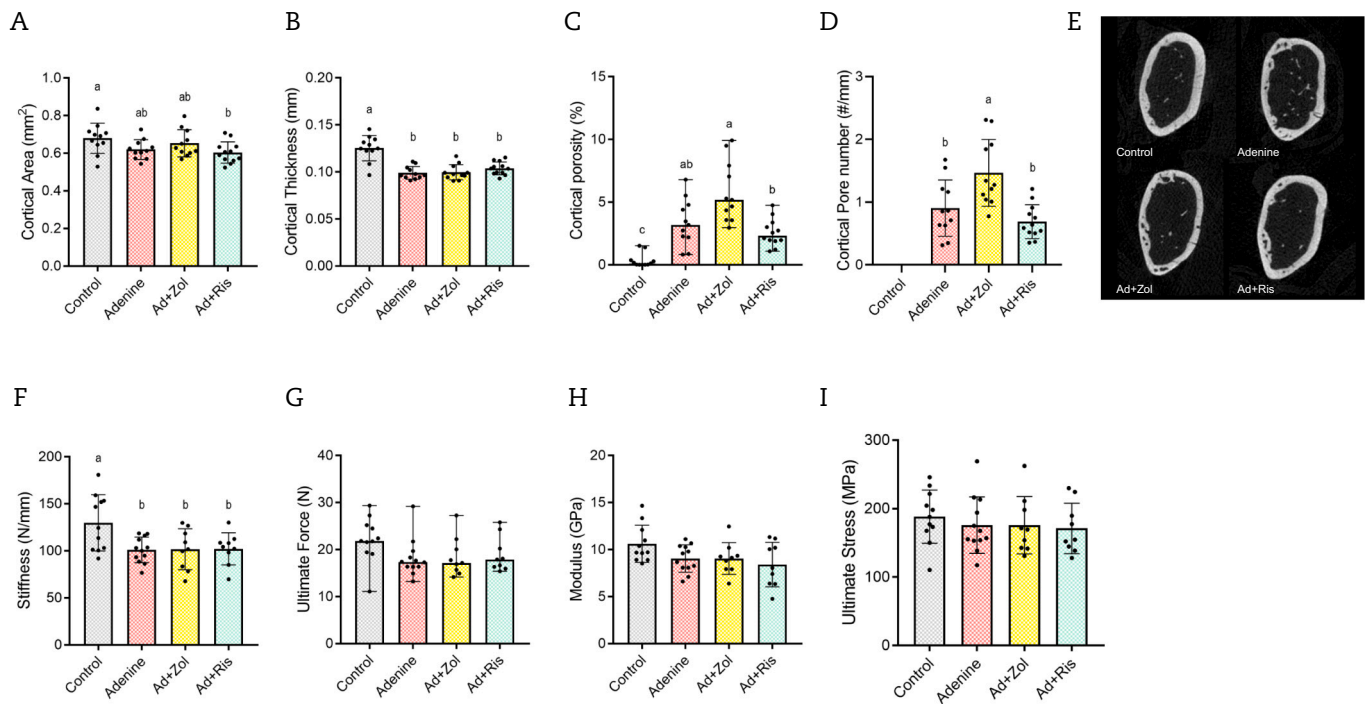 A
B
C
D
E
Cortical Area (mm²)
1.0
0.8
0.6
0.4
0.2
0.0
a
ab
ab
b
Control
Adenine
Ad+Zol
Ad+Ris
Cortical Thickness (mm)
0.20
0.15
0.10
0.05
0.00
a
b
b
b
Control
Adenine
Ad+Zol
Ad+Ris
Cortical porosity (%)
15
10
5
0
c
ab
a
b
Control
Adenine
Ad+Zol
Ad+Ris
Cortical Pore number (#/mm)
3
2
1
0
b
a
b
Control
Adenine
Ad+Zol
Ad+Ris
Control
Adenine
Ad+Zol
Ad+Ris
F
G
H
I
Stiffness (N/mm)
200
150
100
50
0
a
b
b
b
Control
Adenine
Ad+Zol
Ad+Ris
Ultimate Force (N)
40
30
20
10
0
Control
Adenine
Ad+Zol
Ad+Ris
Modulus (GPa)
20
15
10
5
0
Control
Adenine
Ad+Zol
Ad+Ris
Ultimate Stress (MPa)
300
200
100
0
Control
Adenine
Ad+Zol
Ad+Ris